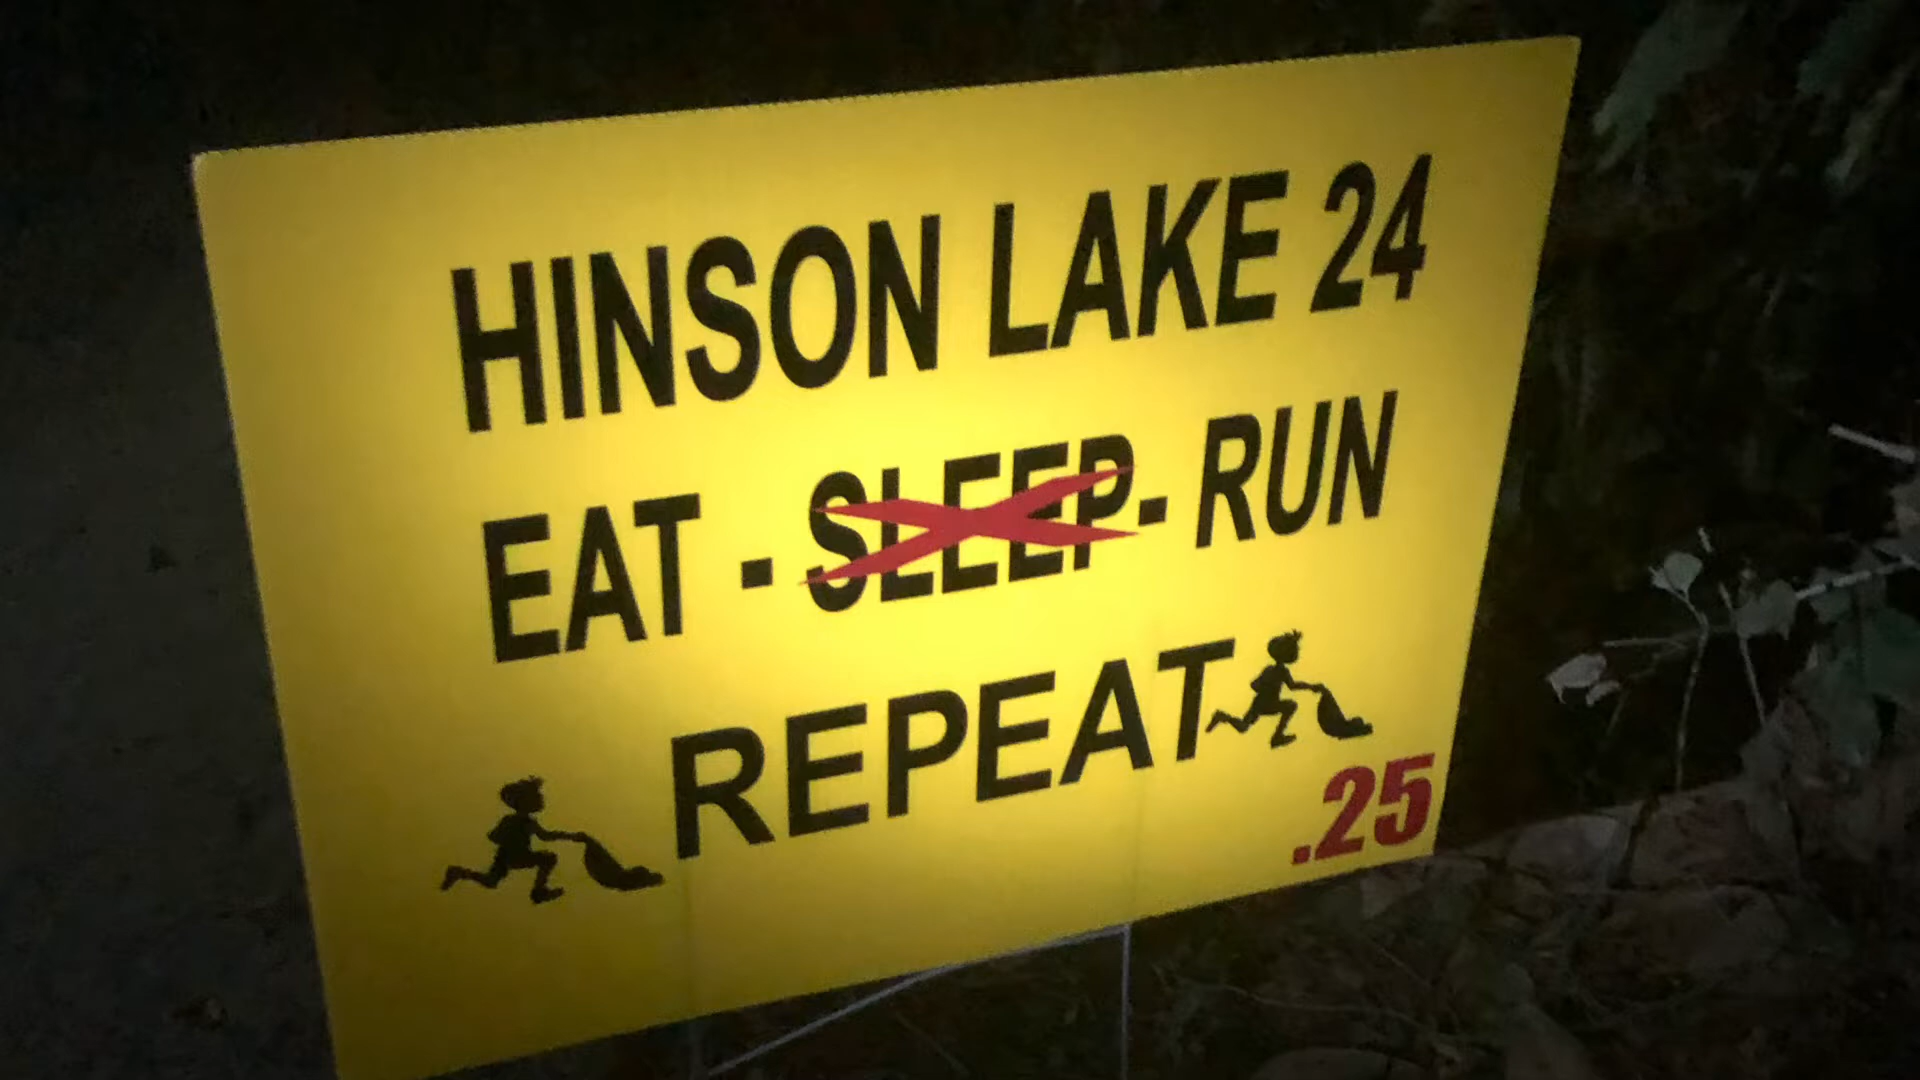 HINSON LAKE 24
EAT - SLEEP - RUN
REPEAT
.25